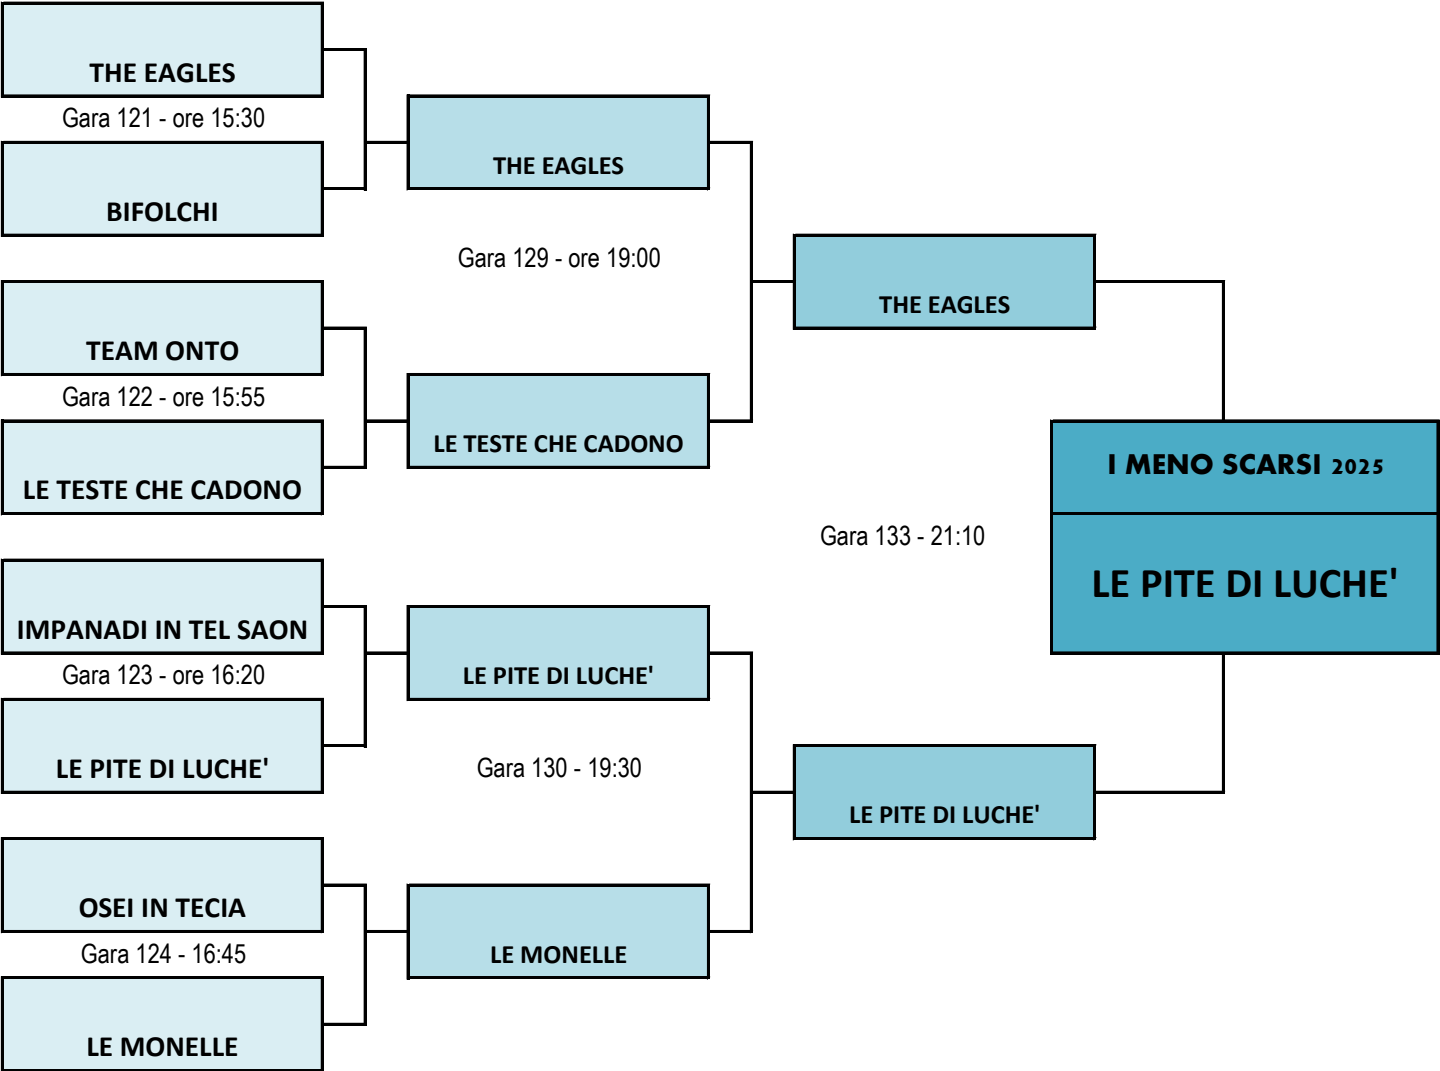 THE EAGLES
Gara 121 - ore 15:30
BIFOLCHI
TEAM ONTO
Gara 122 - ore 15:55
LE TESTE CHE CADONO
IMPANADI IN TEL SAON
Gara 123 - ore 16:20
LE PITE DI LUCHE'
OSEI IN TECIA
Gara 124 - 16:45
LE MONELLE
THE EAGLES
Gara 129 - ore 19:00
LE TESTE CHE CADONO
LE PITE DI LUCHE'
Gara 130 - 19:30
LE MONELLE
THE EAGLES
Gara 133 - 21:10
LE PITE DI LUCHE'
I MENO SCARSI 2025
LE PITE DI LUCHE'